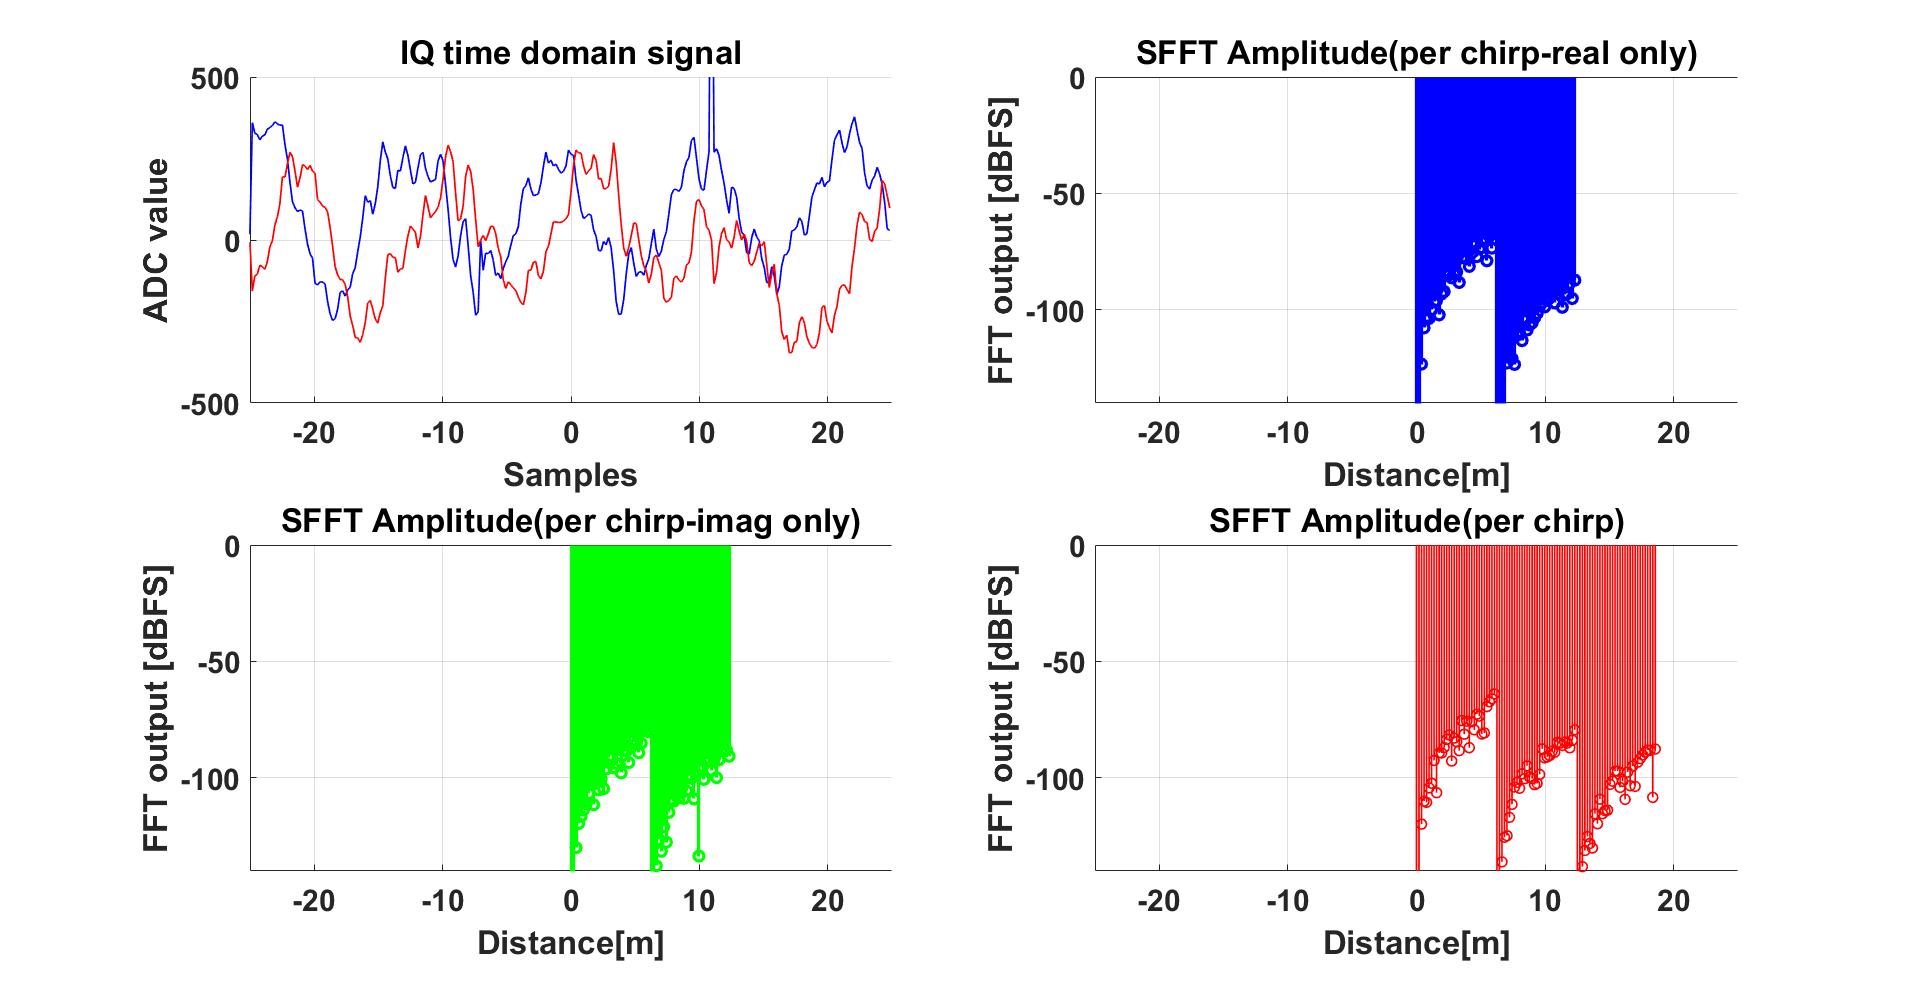 IQ time domain signal
500
0
-500
ADC value
-20 -10 0 10 20
Samples
SFFT Amplitude(per chirp-real only)
0
-50
-100
FFT output [dBFS]
-20 -10 0 10 20
Distance[m]
SFFT Amplitude(per chirp-imag only)
0
-50
-100
FFT output [dBFS]
-20 -10 0 10 20
Distance[m]
SFFT Amplitude(per chirp)
0
-50
-100
FFT output [dBFS]
-20 -10 0 10 20
Distance[m]